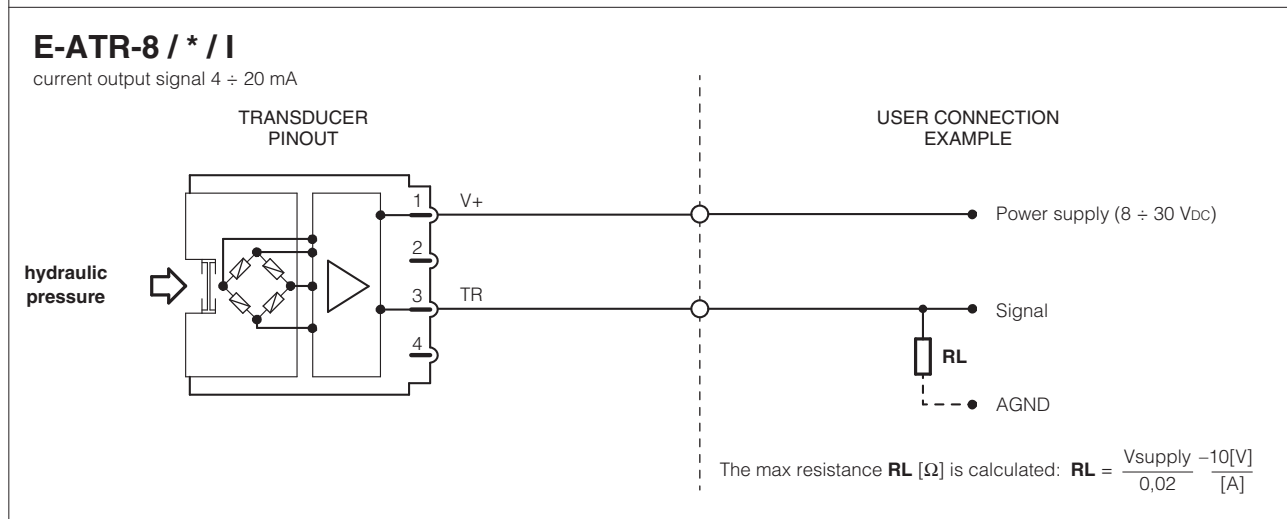 E-ATR-8 / * / I
current output signal 4 ÷ 20 mA
TRANSDUCER
PINOUT
USER CONNECTION
EXAMPLE
1
V+
Power supply (8 ÷ 30 VDC)
2
hydraulic
pressure
3
TR
Signal
4
RL
AGND
The max resistance RL [Ω] is calculated: RL = Vsupply −10[V]
0,02 [A]